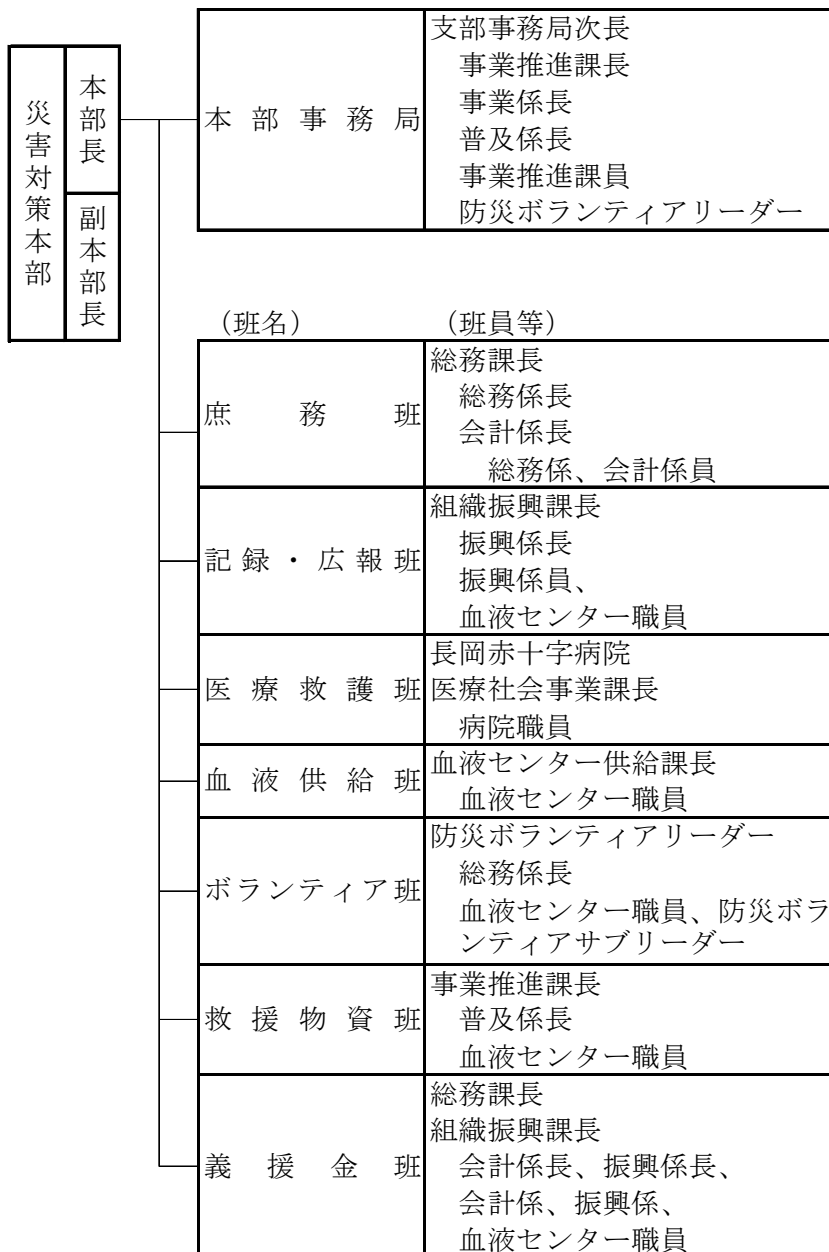 災害対策本部
本部長
副本部長
本部事務局
支部事務局次長
事業推進課長
事業係長
普及係長
事業推進課員
防災ボランティアリーダー
（班名）
（班員等）
庶務班
総務課長
総務係長
会計係長
総務係、会計係員
記録・広報班
組織振興課長
振興係長
振興係員、
血液センター職員
医療救護班
長岡赤十字病院
医療社会事業課長
病院職員
血液供給班
血液センター供給課長
血液センター職員
ボランティア班
防災ボランティアリーダー
総務係長
血液センター職員、防災ボラ
ンティアサブリーダー
救援物資班
事業推進課長
普及係長
血液センター職員
義援金班
総務課長
組織振興課長
会計係長、振興係長、
会計係、振興係、
血液センター職員